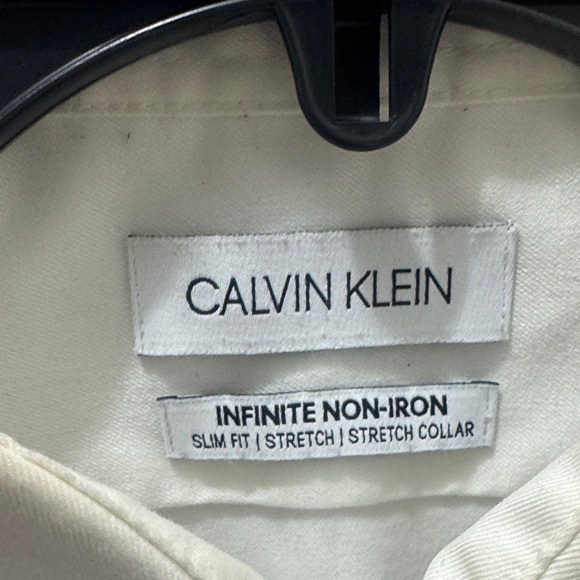 CALVIN KLEIN
INFINITE NON-IRON
SLIM FIT | STRETCH | STRETCH COLLAR